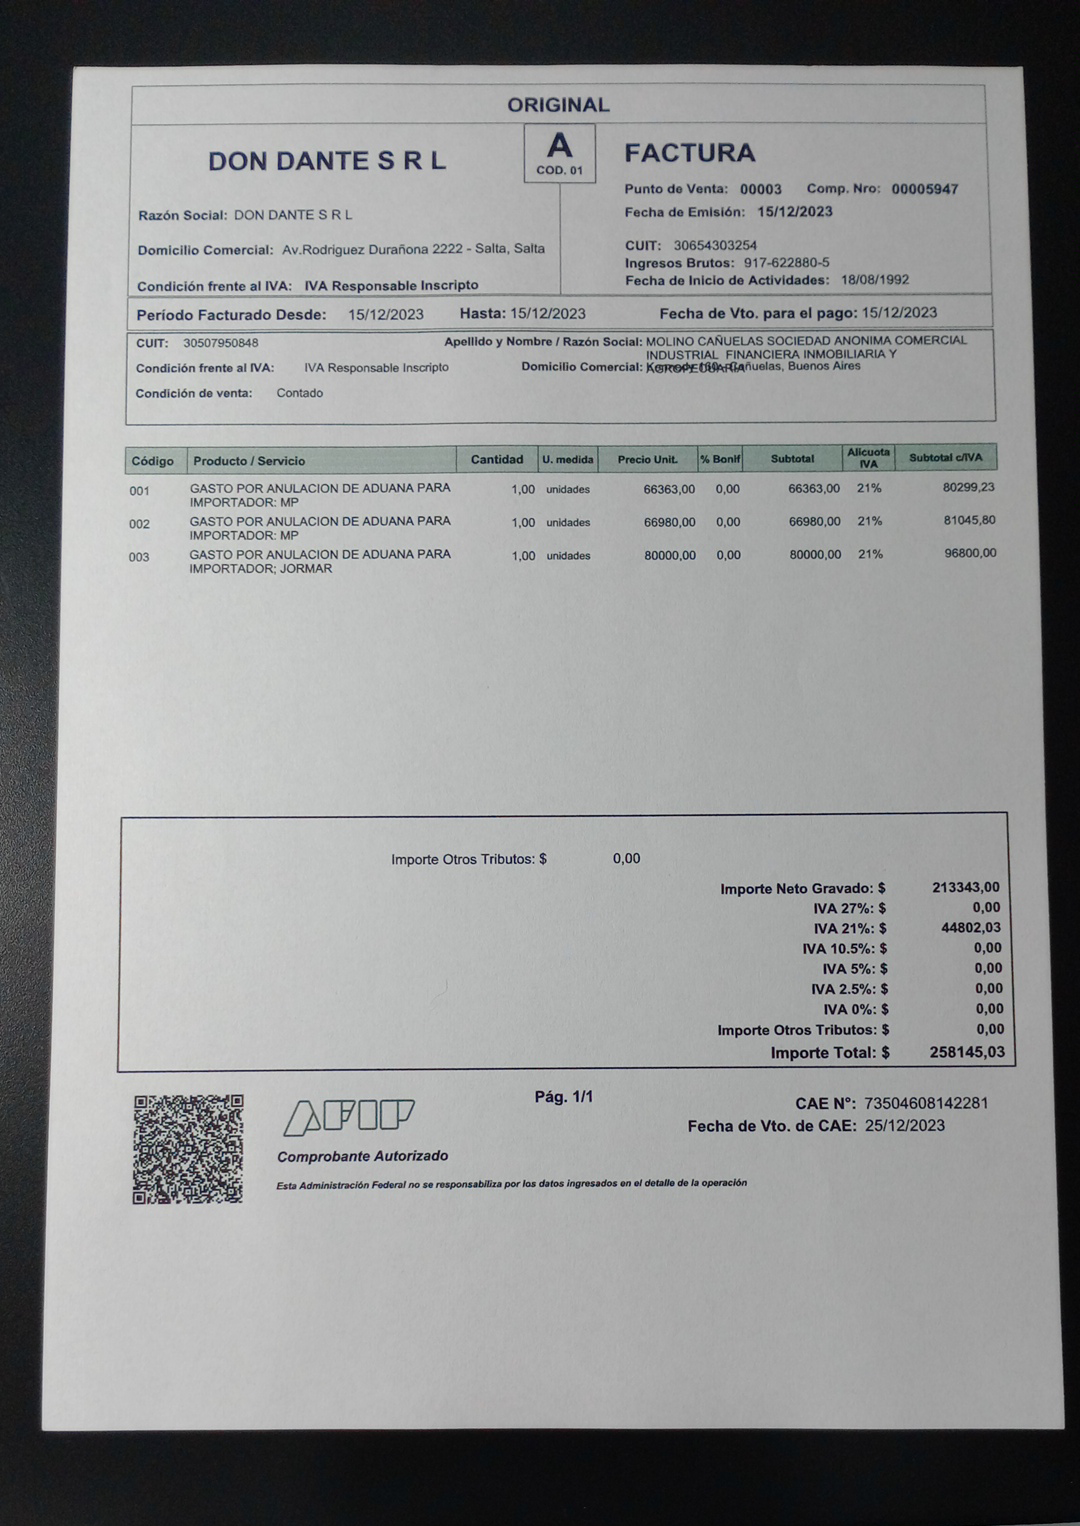 ORIGINAL
DON DANTE S R L
A
COD. 01
FACTURA
Punto de Venta: 00003 Comp. Nro: 00005947
Razón Social: DON DANTE S R L
Fecha de Emisión: 15/12/2023
Domicilio Comercial: Av.Rodriguez Durañona 2222 - Salta, Salta
CUIT: 30654303254
Ingresos Brutos: 917-622880-5
Condición frente al IVA: IVA Responsable Inscripto
Fecha de Inicio de Actividades: 18/08/1992
Período Facturado Desde: 15/12/2023 Hasta: 15/12/2023 Fecha de Vto. para el pago: 15/12/2023
CUIT: 30507950848 Apellido y Nombre / Razón Social: MOLINO CAÑUELAS SOCIEDAD ANONIMA COMERCIAL
INDUSTRIAL FINANCIERA INMOBILIARIA Y
AGROPECUARIA
Condición frente al IVA: IVA Responsable Inscripto Domicilio Comercial: Cañuelas, Buenos Aires
Condición de venta: Contado
Código Producto / Servicio Cantidad U. medida Precio Unit. % Bonif Subtotal Alicuota IVA Subtotal c/IVA
001 GASTO POR ANULACION DE ADUANA PARA 1,00 unidades 66363,00 0,00 66363,00 21% 80299,23
IMPORTADOR: MP
002 GASTO POR ANULACION DE ADUANA PARA 1,00 unidades 66980,00 0,00 66980,00 21% 81045,80
IMPORTADOR: MP
003 GASTO POR ANULACION DE ADUANA PARA 1,00 unidades 80000,00 0,00 80000,00 21% 96800,00
IMPORTADOR; JORMAR
Importe Otros Tributos: $ 0,00
Importe Neto Gravado: $ 213343,00
IVA 27%: $ 0,00
IVA 21%: $ 44802,03
IVA 10.5%: $ 0,00
IVA 5%: $ 0,00
IVA 2.5%: $ 0,00
IVA 0%: $ 0,00
Importe Otros Tributos: $ 0,00
Importe Total: $ 258145,03
AFIP
Pág. 1/1
CAE N°: 73504608142281
Fecha de Vto. de CAE: 25/12/2023
Comprobante Autorizado
Esta Administración Federal no se responsabiliza por los datos ingresados en el detalle de la operación